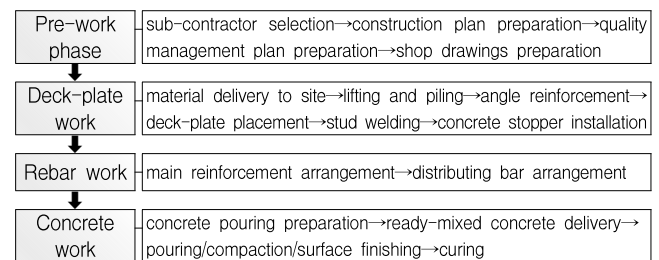 Pre-work phase
sub-contractor selection→construction plan preparation→quality
management plan preparation→shop drawings preparation
Deck-plate work
material delivery to site→lifting and piling→angle reinforcement→
deck-plate placement→stud welding→concrete stopper installation
Rebar work
main reinforcement arrangement→distributing bar arrangement
Concrete work
concrete pouring preparation→ready-mixed concrete delivery→
pouring/compaction/surface finishing→curing